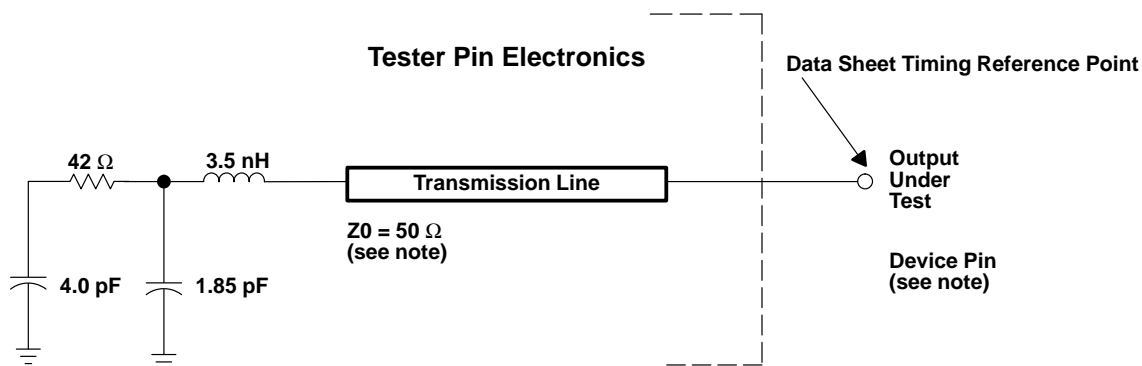 Tester Pin Electronics
Data Sheet Timing Reference Point
42 Ω
3.5 nH
Transmission Line
Output
Under
Test
Z0 = 50 Ω
(see note)
Device Pin
(see note)
4.0 pF
1.85 pF